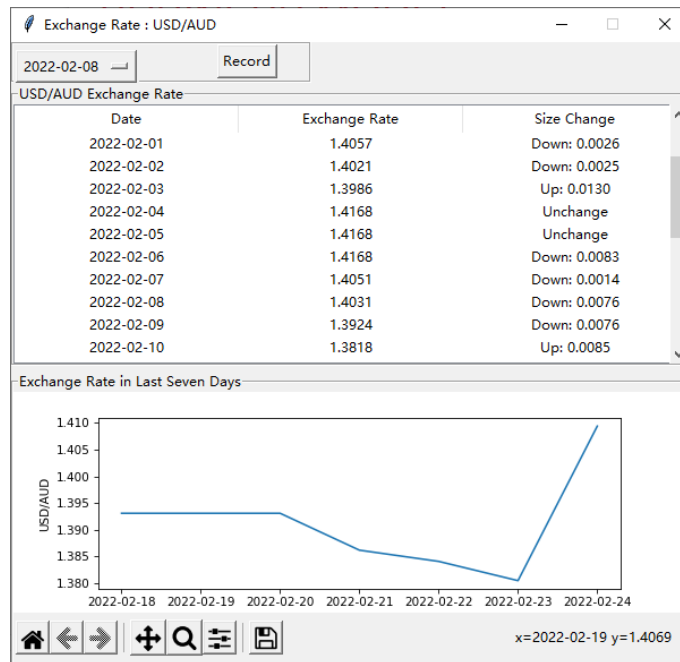 Exchange Rate : USD/AUD
2022-02-08 Record
USD/AUD Exchange Rate
Date Exchange Rate Size Change
2022-02-01 1.4057 Down: 0.0026
2022-02-02 1.4021 Down: 0.0025
2022-02-03 1.3986 Up: 0.0130
2022-02-04 1.4168 Unchange
2022-02-05 1.4168 Unchange
2022-02-06 1.4168 Down: 0.0083
2022-02-07 1.4051 Down: 0.0014
2022-02-08 1.4031 Down: 0.0076
2022-02-09 1.3924 Down: 0.0076
2022-02-10 1.3818 Up: 0.0085
Exchange Rate in Last Seven Days
1.410
1.405
1.400
1.395
1.390
1.385
1.380
USD/AUD
2022-02-18 2022-02-19 2022-02-20 2022-02-21 2022-02-22 2022-02-23 2022-02-24
x=2022-02-19 y=1.4069